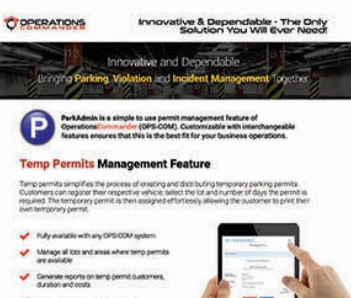 OPERATIONS
COMMANDER
Innovative & Dependable - The Only
Solution You Will Ever Need!
Innovative and Dependable
Bringing Parking, Violation and Incident Management Together
P
ParkAdmin is a simple to use permit management feature of
OperationsCommander (OPS-COM). Customizable with interchangeable
features ensures that this is the best fit for your business operations.
Temp Permits Management Feature
Temp permits simplifies the process of creating and distributing temporary parking permits.
Customers can register their respective vehicle, select the lot and number of days the permit is
required. The temporary permit is then assigned effortlessly allowing the customer to print their
own temporary permit.
Fully available with any OPS-COM system
Manage all lots and areas where temp permits
are available
Generate reports on temp permit customers,
duration and costs